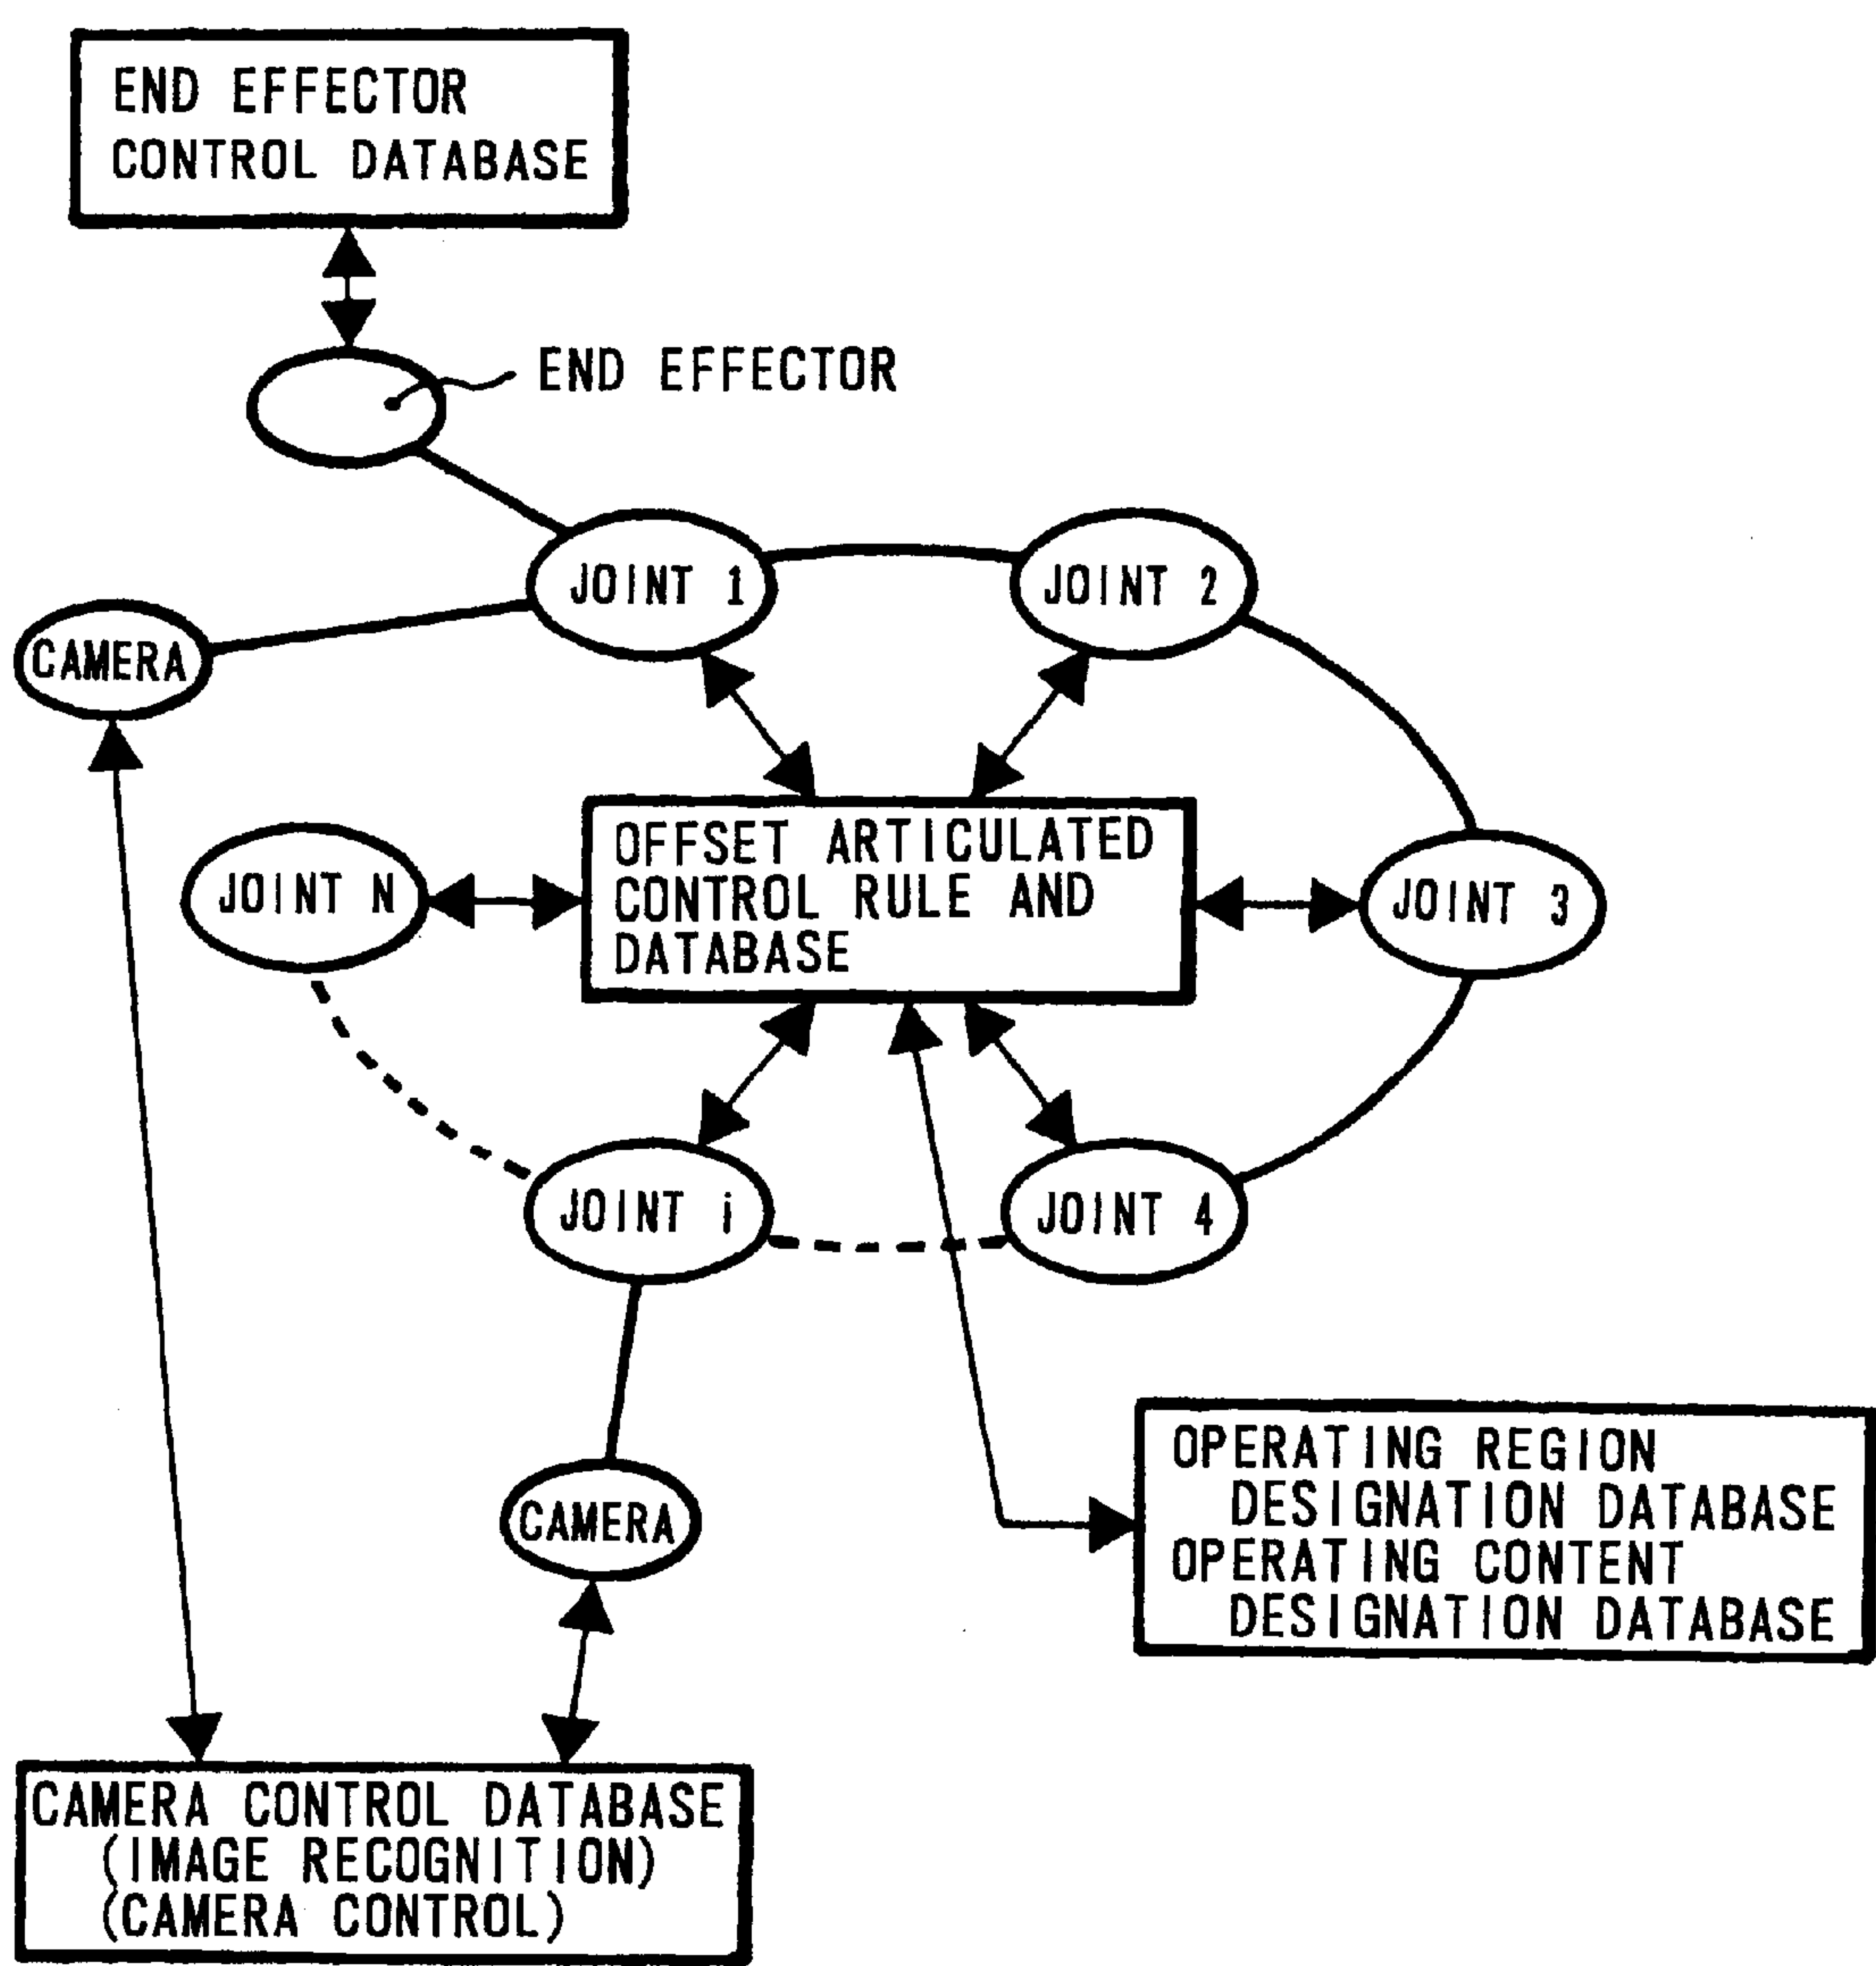 END EFFECTOR
CONTROL DATABASE
END EFFECTOR
JOINT 1
JOINT 2
CAMERA
OFFSET ARTICULATED
CONTROL RULE AND
DATABASE
JOINT N
JOINT 3
JOINT i
JOINT 4
CAMERA
OPERATING REGION
DESIGNATION DATABASE
OPERATING CONTENT
DESIGNATION DATABASE
CAMERA CONTROL DATABASE
(IMAGE RECOGNITION)
(CAMERA CONTROL)